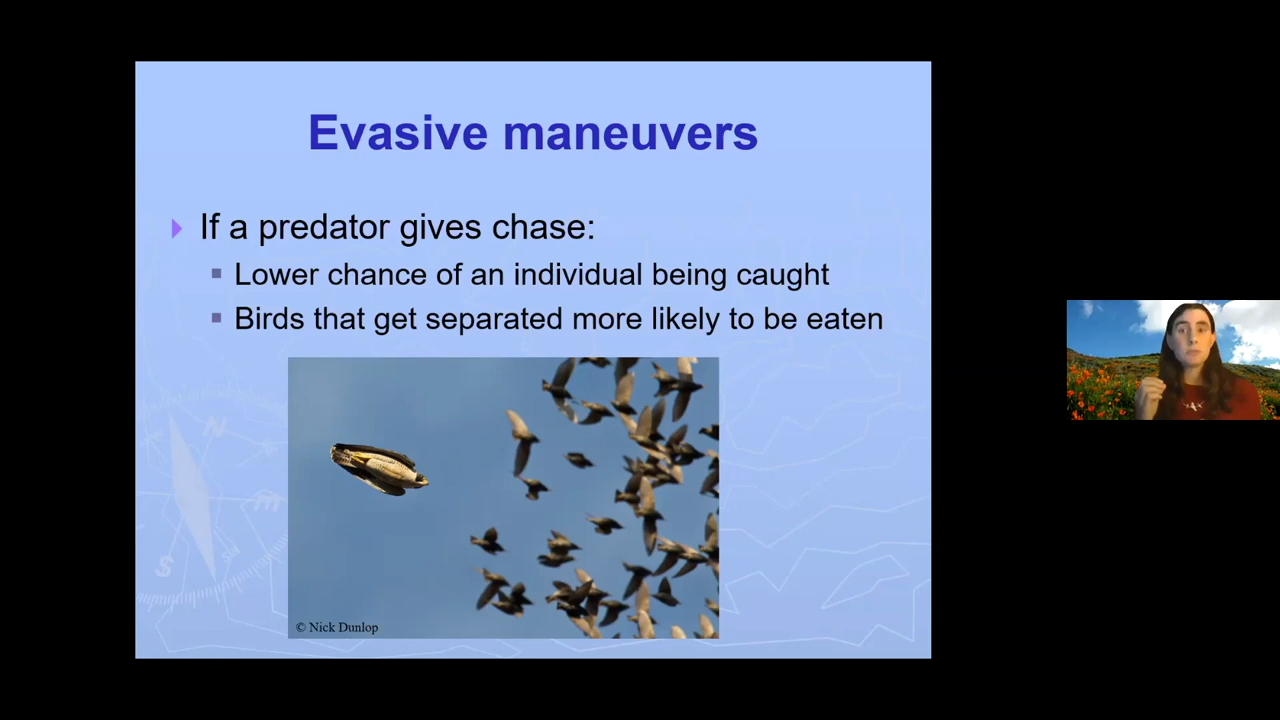 Evasive maneuvers
If a predator gives chase:
Lower chance of an individual being caught
Birds that get separated more likely to be eaten
© Nick Dunlop
N
S